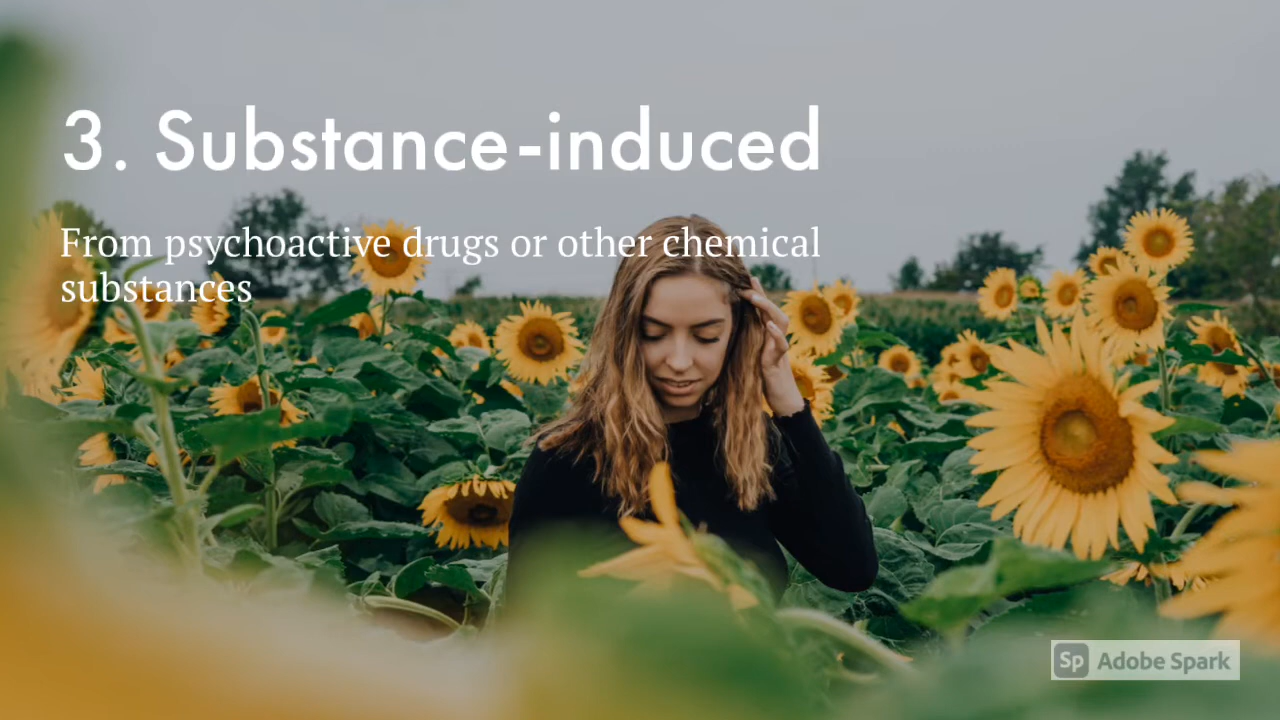 3. Substance-induced
From psychoactive drugs or other chemical
substances
Sp Adobe Spark